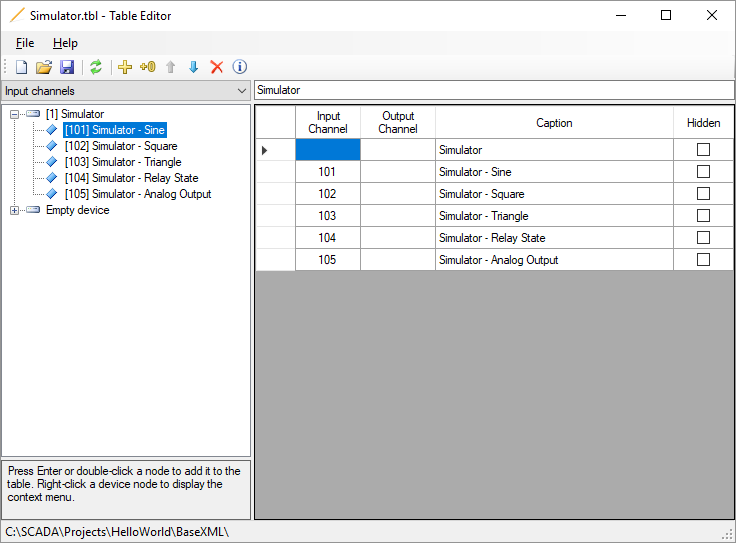 Simulator.tbl - Table Editor
File Help
+0
Input channels
Simulator
[1] Simulator
[101] Simulator - Sine
[102] Simulator - Square
[103] Simulator - Triangle
[104] Simulator - Relay State
[105] Simulator - Analog Output
Empty device
Input Channel Output Channel Caption Hidden
Simulator
101 Simulator - Sine
102 Simulator - Square
103 Simulator - Triangle
104 Simulator - Relay State
105 Simulator - Analog Output
Press Enter or double-click a node to add it to the
table. Right-click a device node to display the
context menu.
C:\SCADA\Projects\HelloWorld\BaseXML\